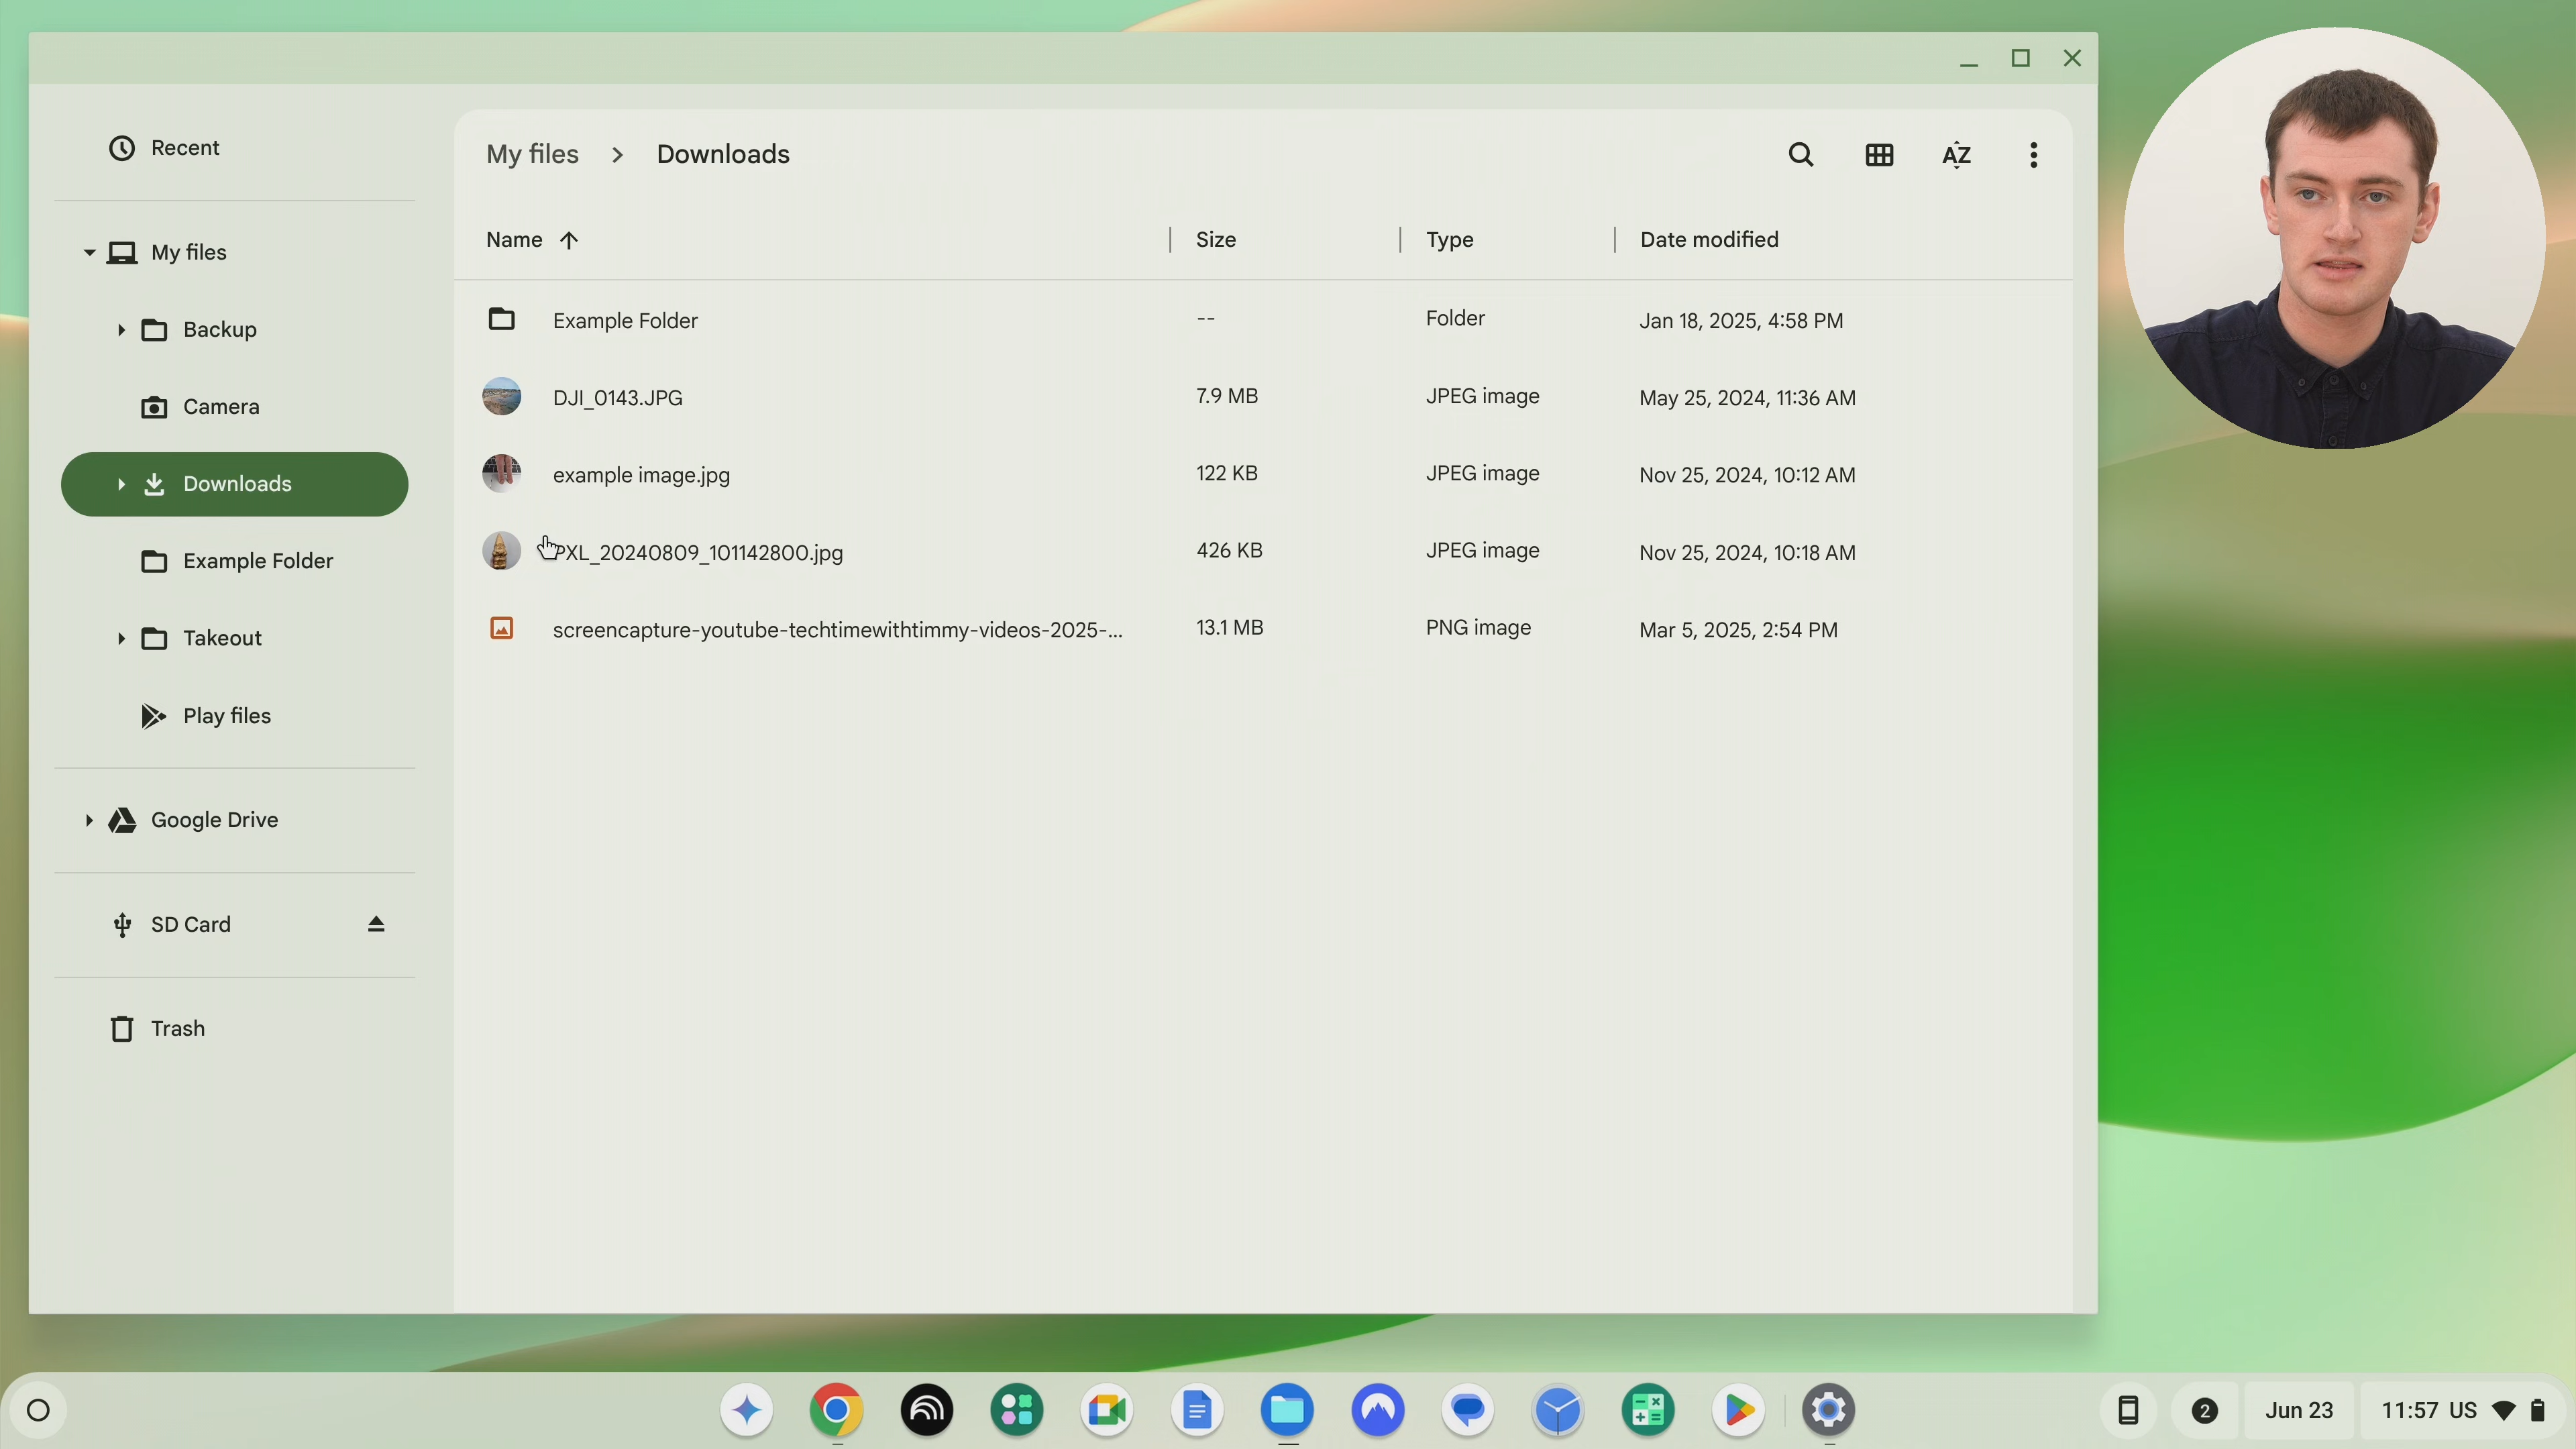 Recent
My files
Backup
Camera
Downloads
Example Folder
Takeout
Play files
Google Drive
SD Card
Trash
My files > Downloads
AZ
Name Size Type Date modified
Example Folder -- Folder Jan 18, 2025, 4:58 PM
DJI_0143.JPG 7.9 MB JPEG image May 25, 2024, 11:36 AM
example image.jpg 122 KB JPEG image Nov 25, 2024, 10:12 AM
PXL_20240809_101142800.jpg 426 KB JPEG image Nov 25, 2024, 10:18 AM
screencapture-youtube-techtimewithtimmy-videos-2025-... 13.1 MB PNG image Mar 5, 2025, 2:54 PM
2 Jun 23 11:57 US